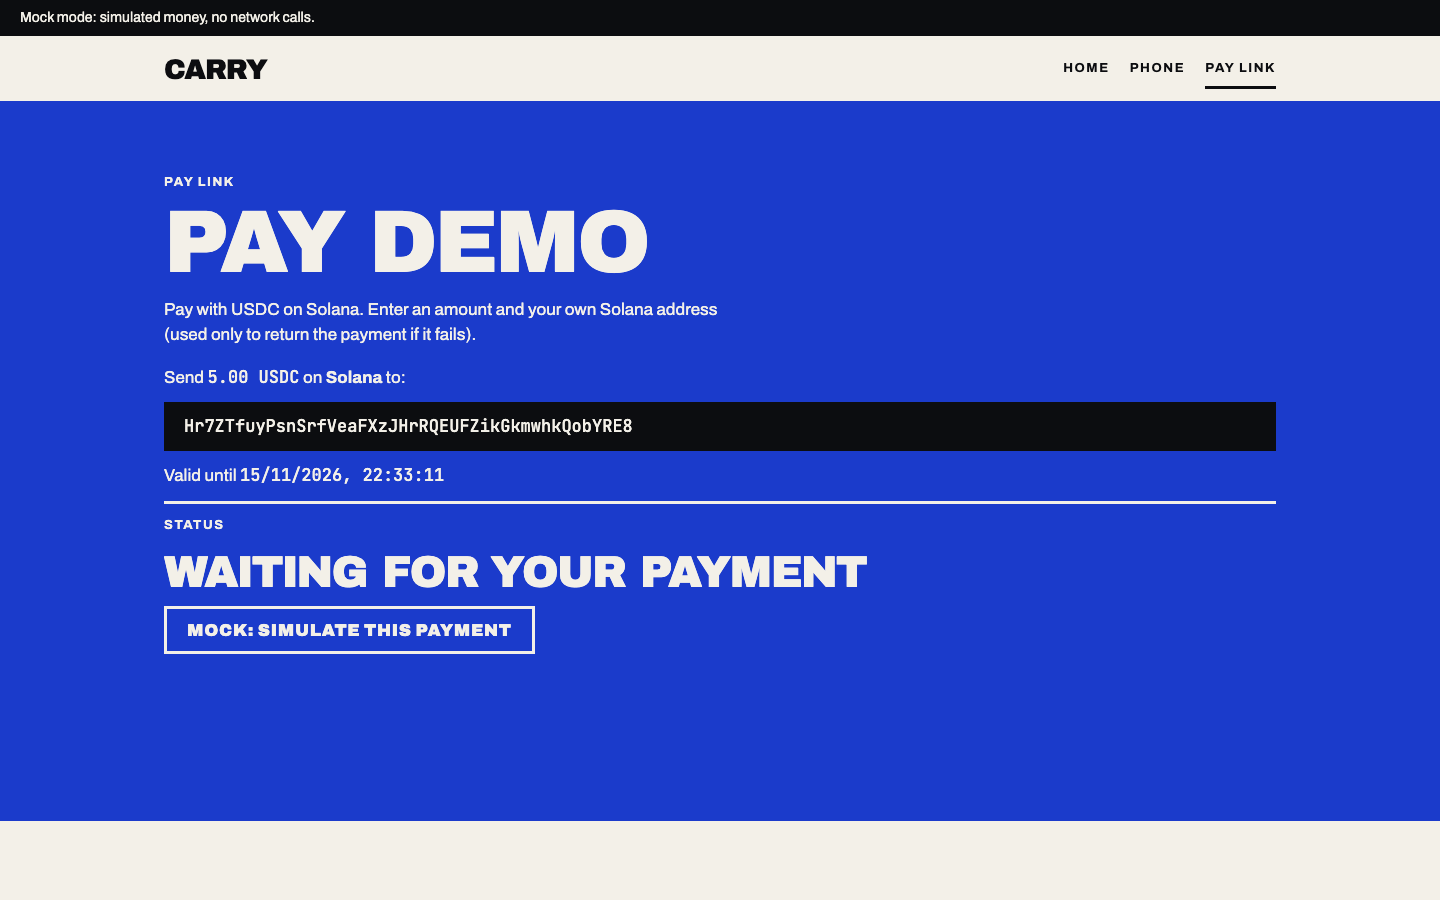 Mock mode: simulated money, no network calls.
CARRY
HOME PHONE PAY LINK
PAY LINK
PAY DEMO
Pay with USDC on Solana. Enter an amount and your own Solana address
(used only to return the payment if it fails).
Send 5.00 USDC on Solana to:
Hr7ZTfuyPsnSrfVeaFXzJHrRQEUFZikGkmwhkQobYRE8
Valid until 15/11/2026, 22:33:11
STATUS
WAITING FOR YOUR PAYMENT
MOCK: SIMULATE THIS PAYMENT